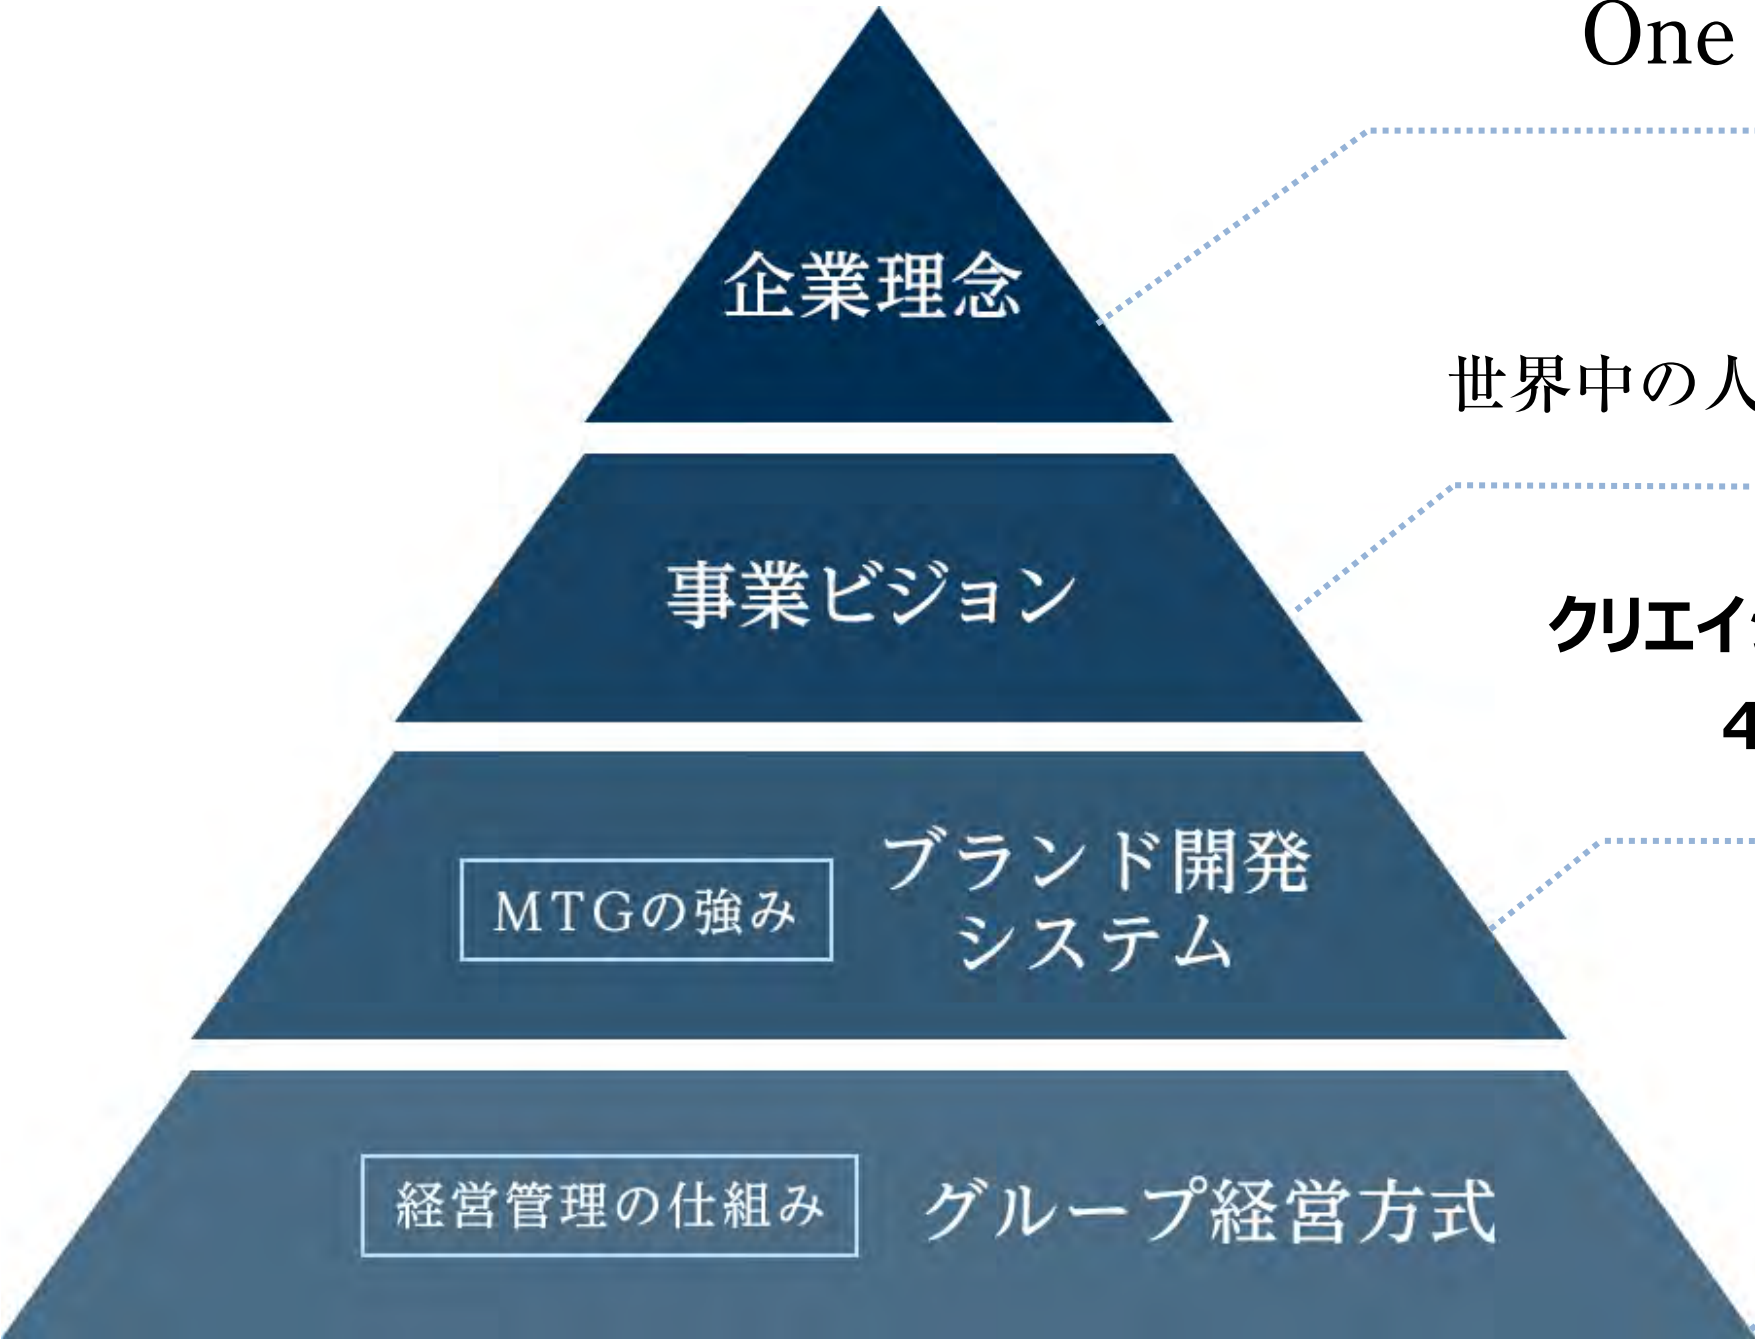 One
企業理念
世界中の人
事業ビジョン
クリエイ
4
MTGの強み
ブランド開発
システム
経営管理の仕組み
グループ経営方式